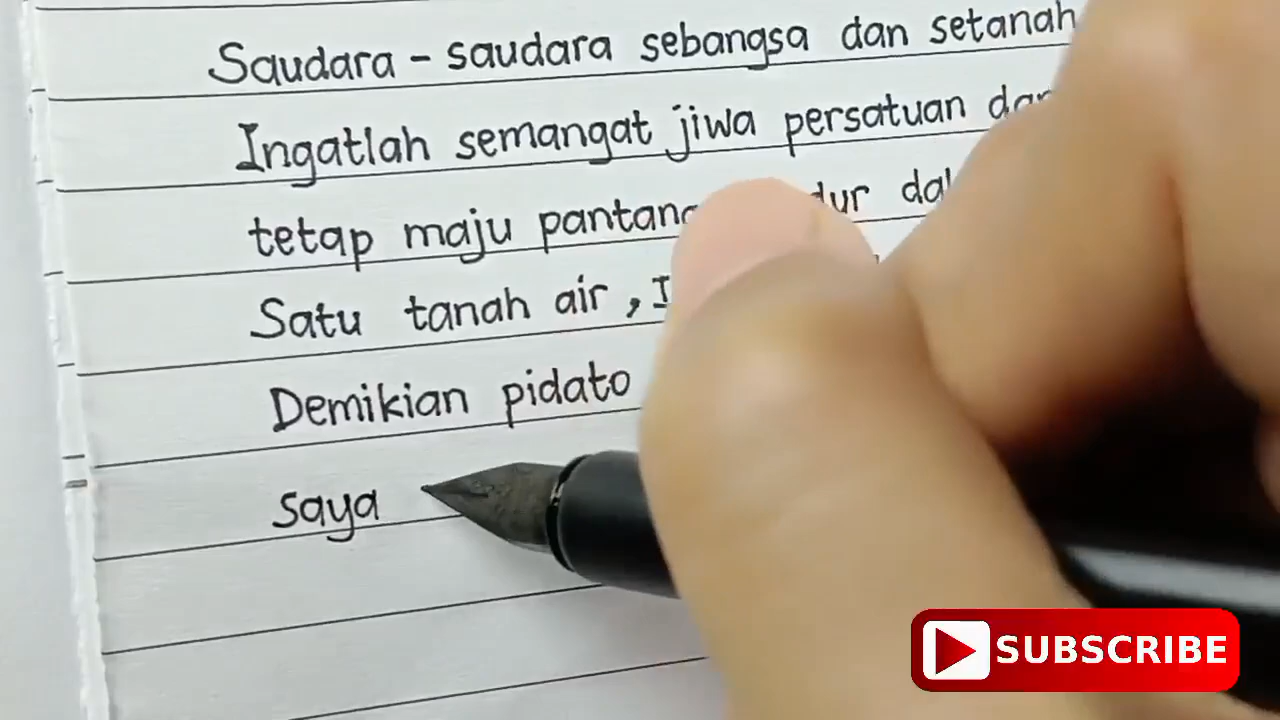 Saudara - saudara sebangsa dan setanah
Ingatlah semangat jiwa persatuan
tetap maju
Satu tanah air ,
Demikian pidato
saya
SUBSCRIBE